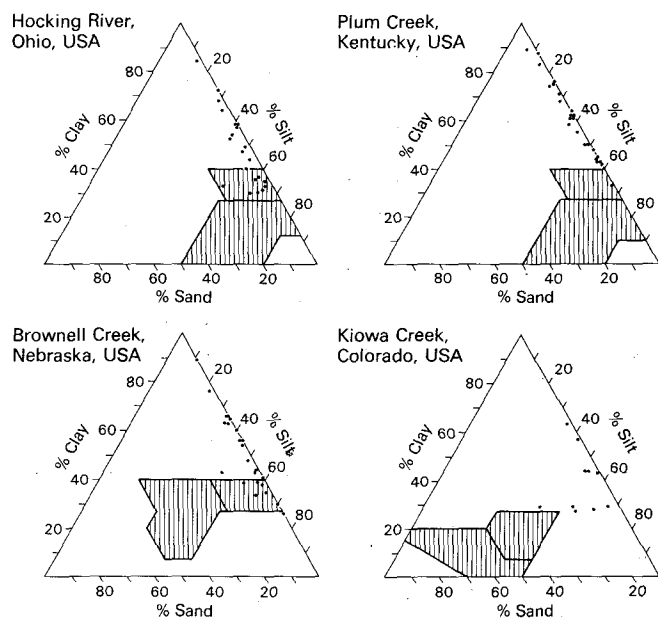 Hocking River,
Ohio, USA
80
60
40
20
% Clay
20
40
60
80
% Silt
80 60 40 20
% Sand
Plum Creek,
Kentucky, USA
80
60
40
20
% Clay
20
40
60
80
% Silt
80 60 40 20
% Sand
Brownell Creek,
Nebraska, USA
80
60
40
20
% Clay
20
40
60
80
% Silt
80 60 40 20
% Sand
Kiowa Creek,
Colorado, USA
80
60
40
20
% Clay
20
40
60
80
% Silt
80 60 40 20
% Sand